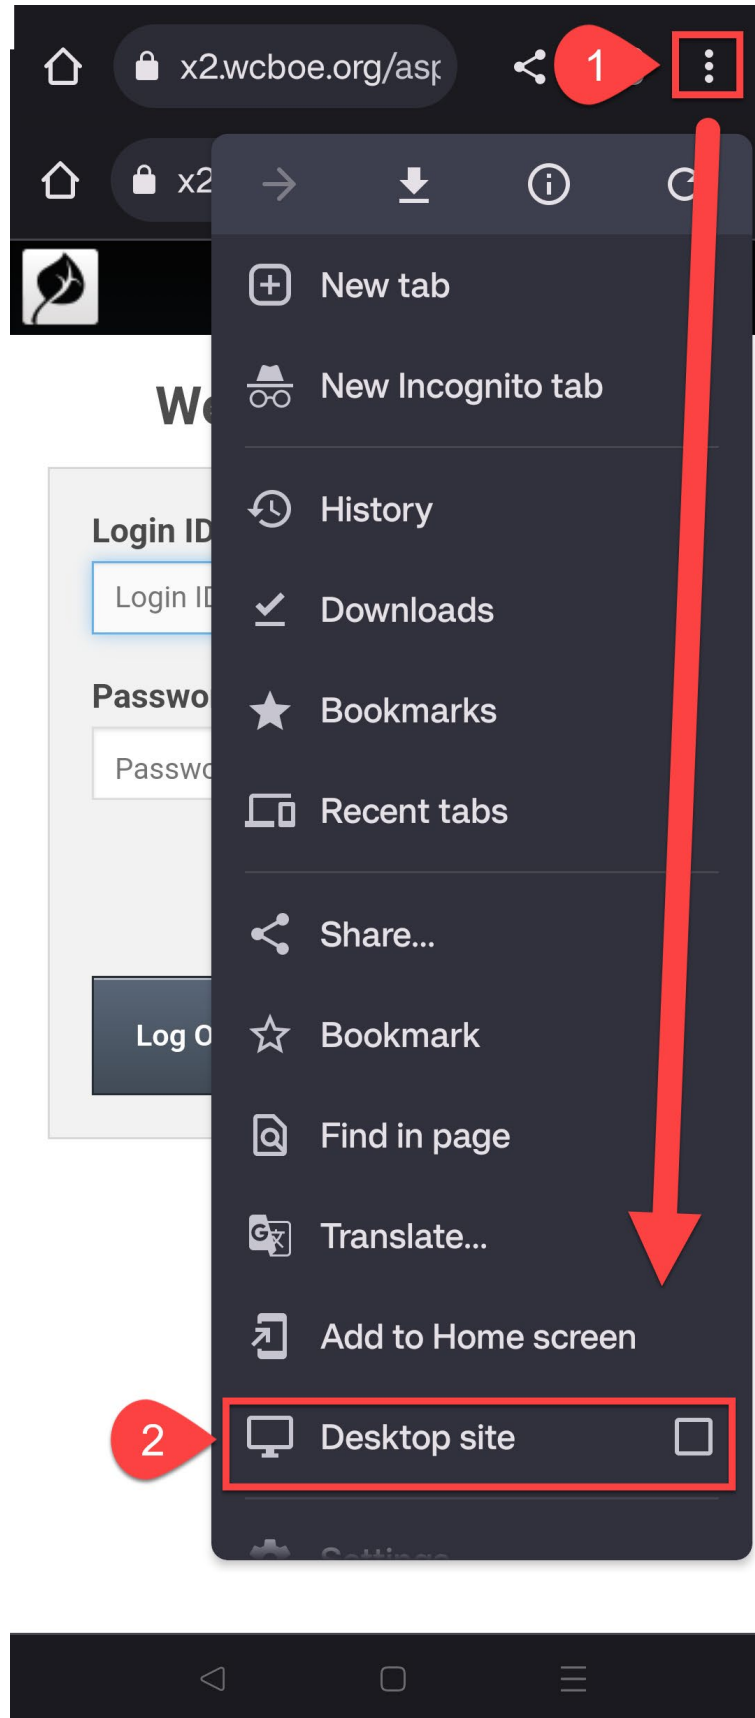 x2.wcboe.org/asp
1
x2
New tab
New Incognito tab
We
History
Login ID
Login ID
Downloads
Passwo
Bookmarks
Passwo
Recent tabs
Share...
Log O
Bookmark
Find in page
Translate...
Add to Home screen
2
Desktop site
Settings